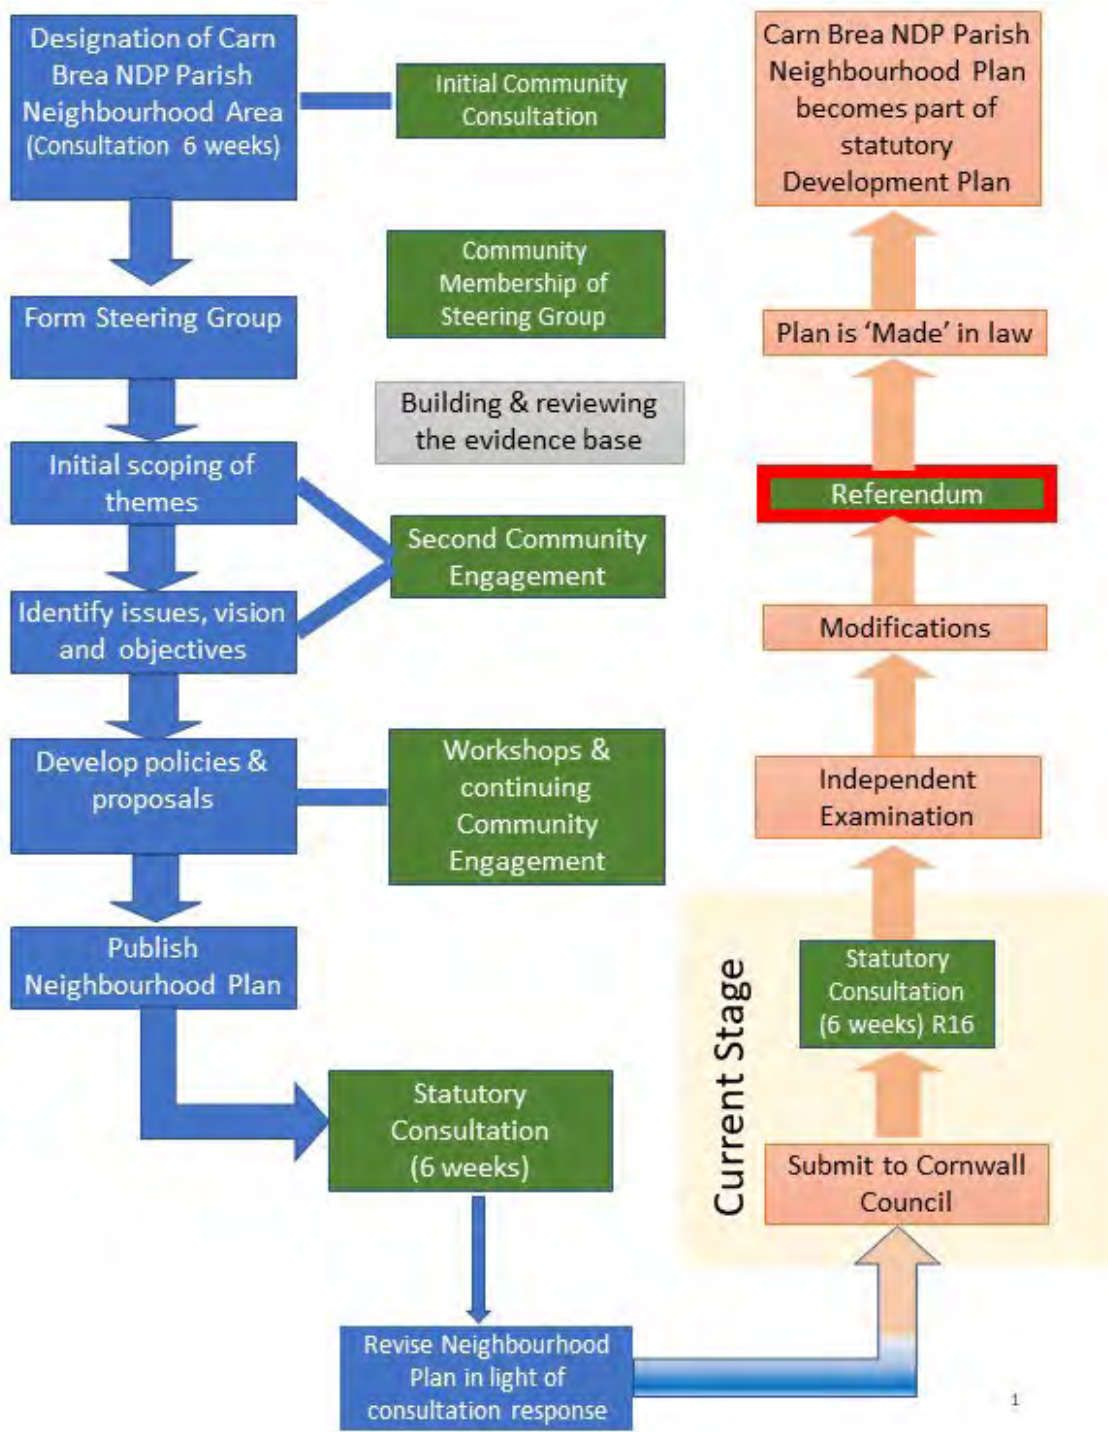 Designation of Carn
Brea NDP Parish
Neighbourhood Area
(Consultation 6 weeks)
Initial Community
Consultation
Community
Membership of
Steering Group
Form Steering Group
Building & reviewing
the evidence base
Initial scoping of
themes
Second Community
Engagement
Identify issues, vision
and objectives
Develop policies &
proposals
Workshops &
continuing
Community
Engagement
Publish
Neighbourhood Plan
Statutory
Consultation
(6 weeks)
Revise Neighbourhood
Plan in light of
consultation response
Current Stage
Submit to Cornwall
Council
Statutory
Consultation
(6 weeks) R16
Independent
Examination
Modifications
Referendum
Plan is ‘Made’ in law
Carn Brea NDP Parish
Neighbourhood Plan
becomes part of
statutory
Development Plan
1